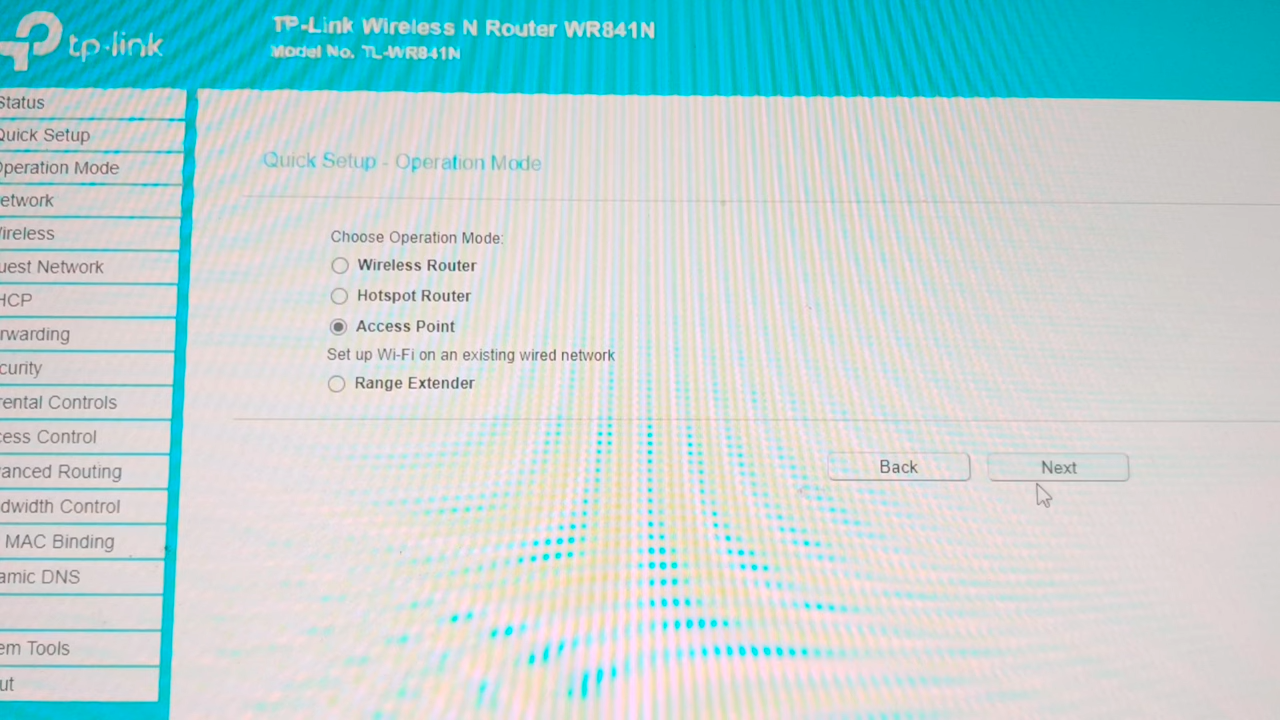 tp-link
TP-Link Wireless N Router WR841N
Model No. TL-WR841N
Status
Quick Setup
Operation Mode
etwork
ireless
uest Network
HCP
rwarding
curity
rental Controls
cess Control
anced Routing
dwidth Control
MAC Binding
amic DNS
em Tools
ut
Quick Setup - Operation Mode
Choose Operation Mode:
Wireless Router
Hotspot Router
Access Point
Set up Wi-Fi on an existing wired network
Range Extender
Back Next